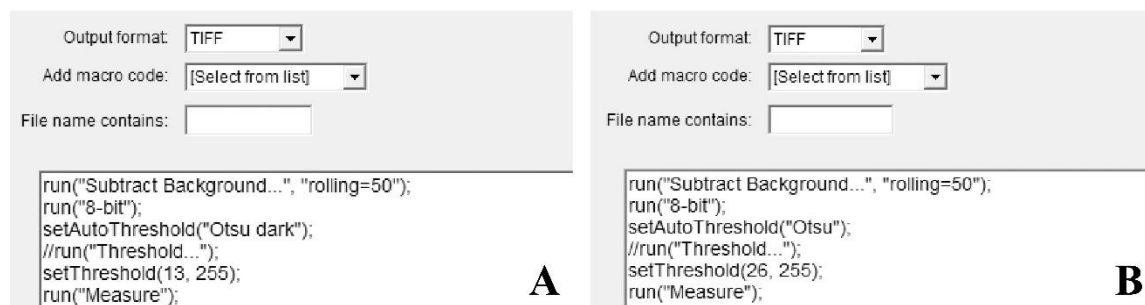 Output format: TIFF
Add macro code: [Select from list]
File name contains:
run("Subtract Background...", "rolling=50");
run("8-bit");
setAutoThreshold("Otsu dark");
//run("Threshold...");
setThreshold(13, 255);
run("Measure");
A
Output format: TIFF
Add macro code: [Select from list]
File name contains:
run("Subtract Background...", "rolling=50");
run("8-bit");
setAutoThreshold("Otsu");
//run("Threshold...");
setThreshold(26, 255);
run("Measure");
B